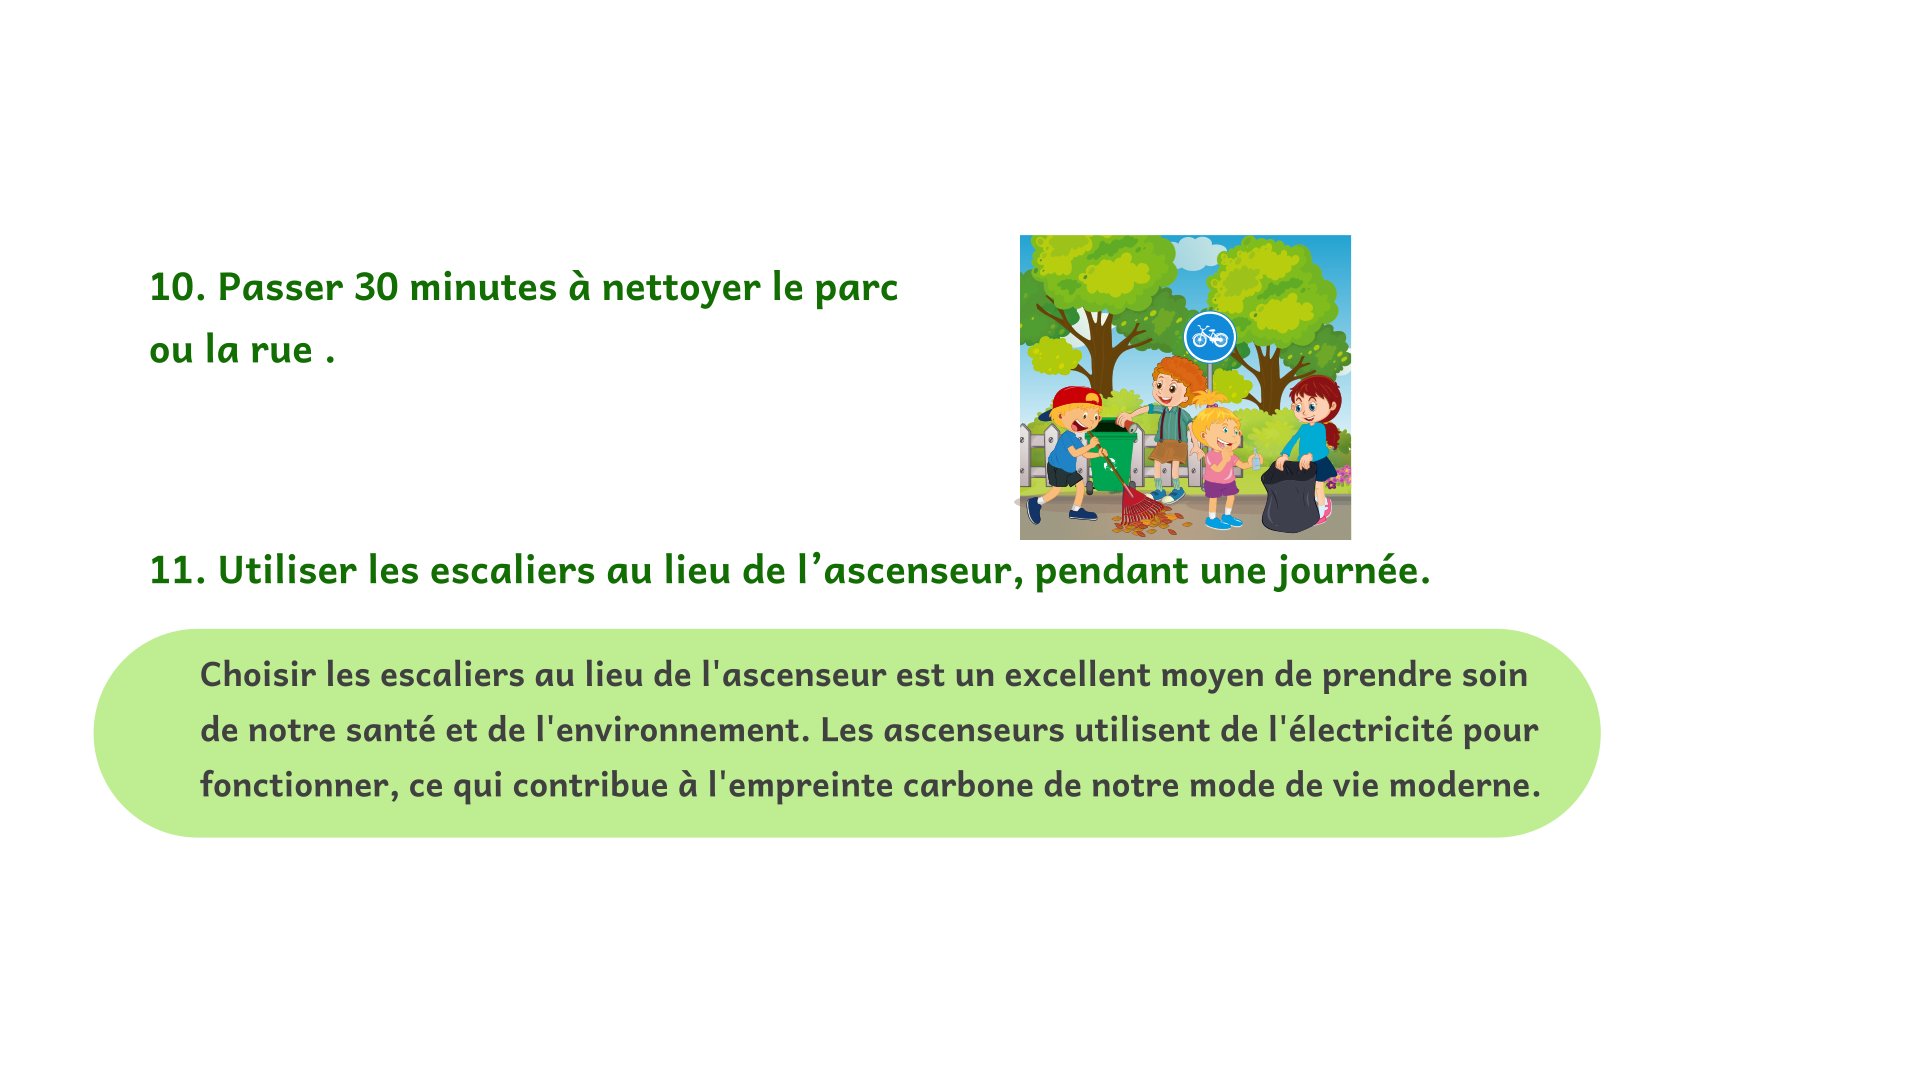 10. Passer 30 minutes à nettoyer le parc
ou la rue .
11. Utiliser les escaliers au lieu de l’ascenseur, pendant une journée.
Choisir les escaliers au lieu de l'ascenseur est un excellent moyen de prendre soin
de notre santé et de l'environnement. Les ascenseurs utilisent de l'électricité pour
fonctionner, ce qui contribue à l'empreinte carbone de notre mode de vie moderne.